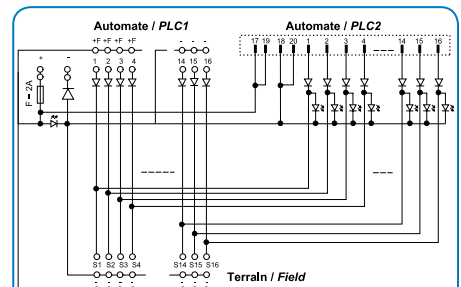 Automate / PLC1
Automate / PLC2
+F +F +F +F - - -
17 19 18 20 1 2 3 4 14 15 16
+ - 1 2 3 4 14 15 16
F - 2A
S1 S2 S3 S4 S14 S15 S16
Terrain / Field
- - - - - - -